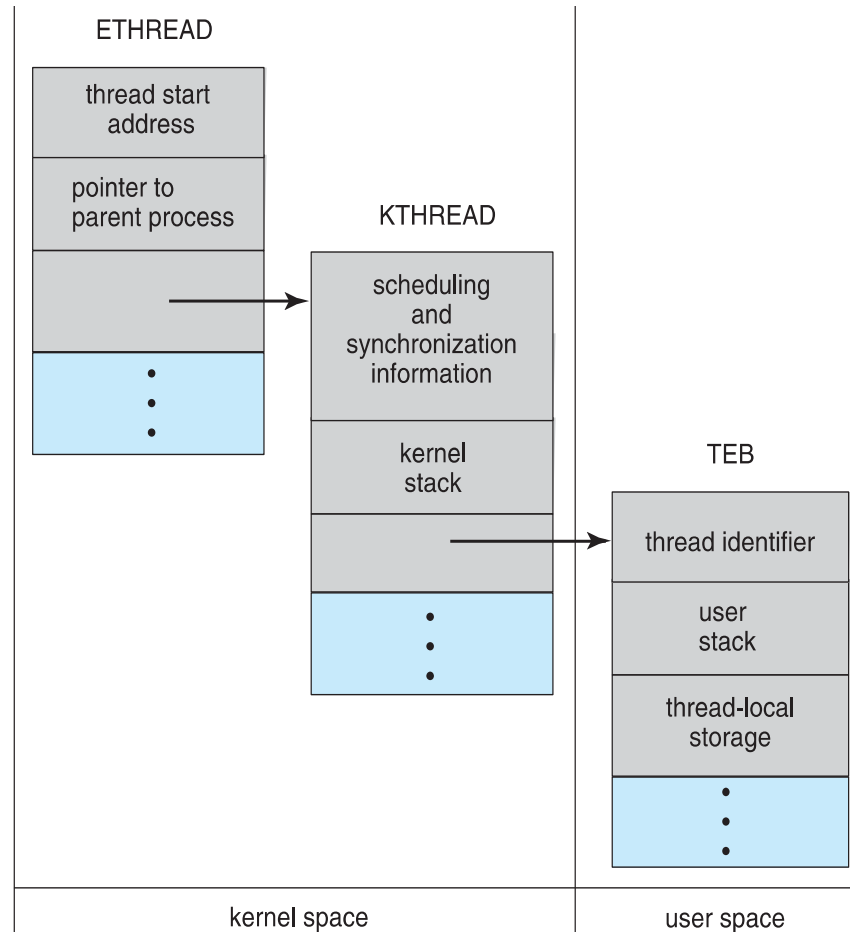 ETHREAD
thread start
address
pointer to
parent process
KTHREAD
scheduling
and
synchronization
information
kernel
stack
TEB
thread identifier
user
stack
thread-local
storage
kernel space
user space